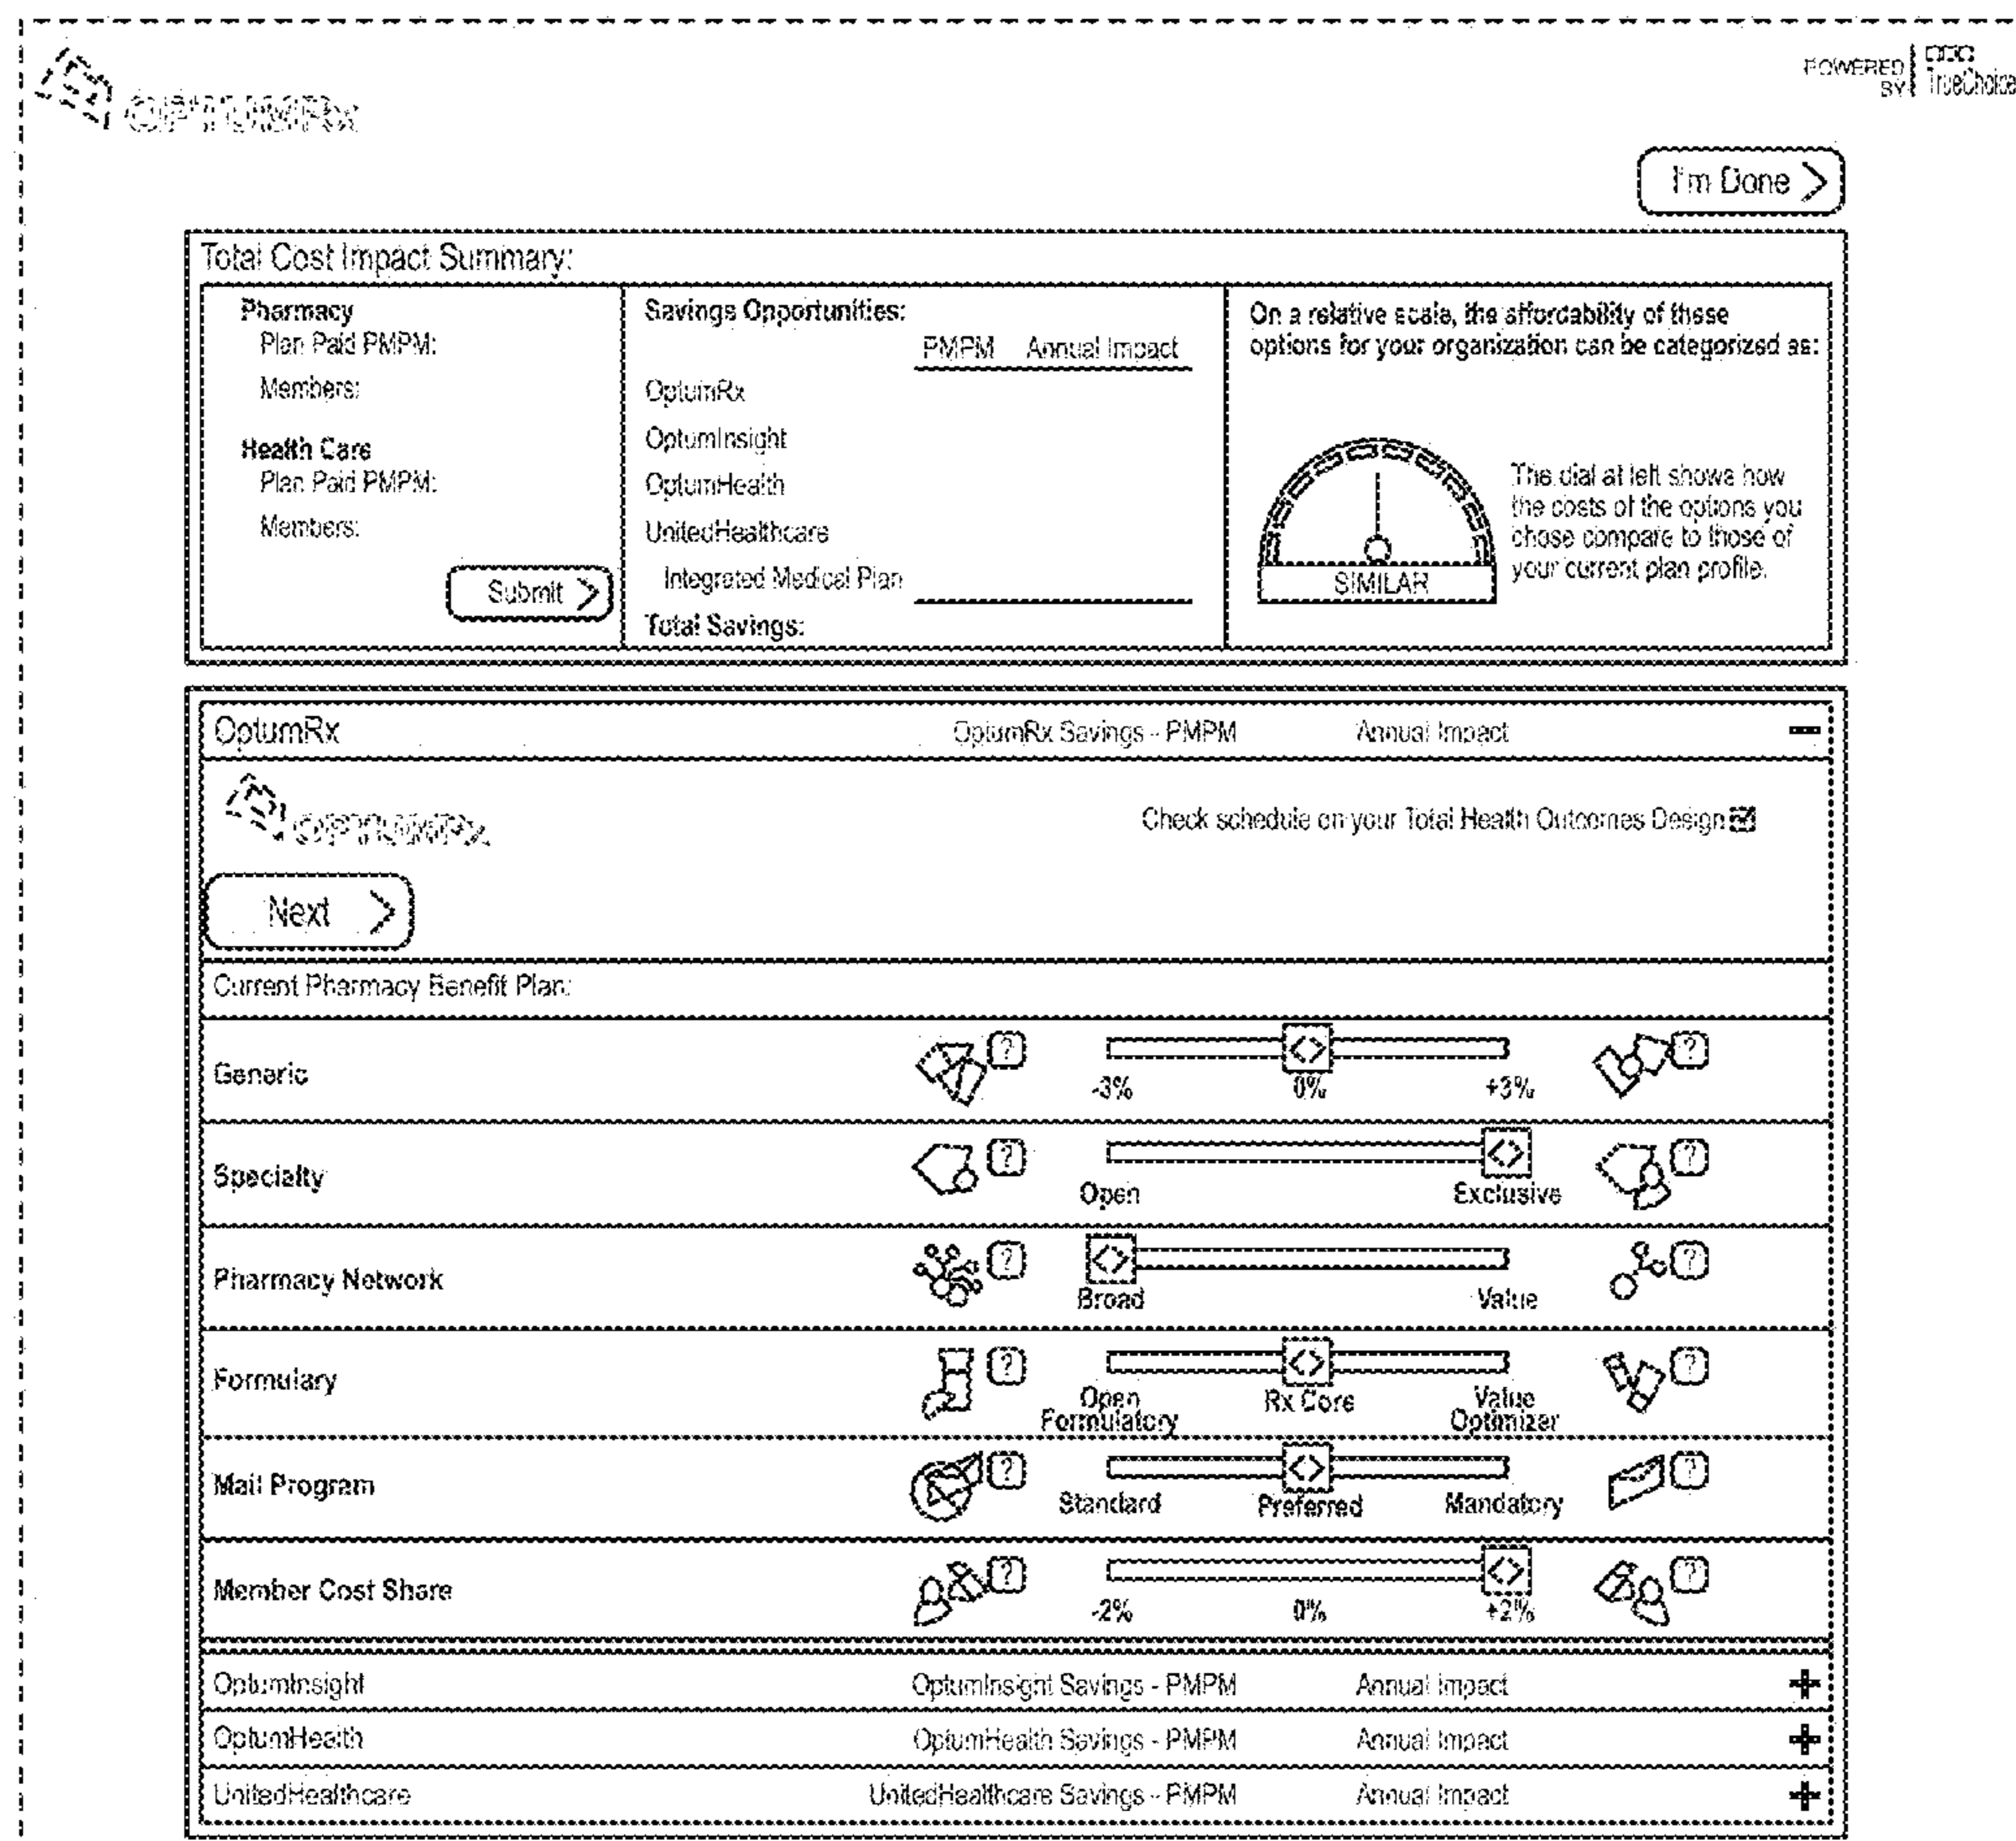 OPTUMRx
POWERED BY
TrueChoice
I'm Done >
Total Cost Impact Summary:
Pharmacy
Plan Paid PMPM:
Members:
Health Care
Plan Paid PMPM:
Members:
Submit >
Savings Opportunities:
PMPM Annual Impact
OptumRx
OptumInsight
OptumHealth
UnitedHealthcare
Integrated Medical Plan
Total Savings:
On a relative scale, the affordability of these
options for your organization can be categorized as:
SIMILAR
The dial at left shows how
the costs of the options you
chose compare to those of
your current plan profile.
OptumRx OptumRx Savings - PMPM Annual Impact
OPTUMRx
Check schedule on your Total Health Outcomes Design
Next >
Current Pharmacy Benefit Plan:
Generic ? <> ?
-3% 0% +3%
Specialty ? <> ?
Open Exclusive
Pharmacy Network ? <> ?
Broad Value
Formulary ? <> ?
Open Rx Core Value
Formulatory Optimizer
Mail Program ? <> ?
Standard Preferred Mandatory
Member Cost Share ? <> ?
-2% 0% +2%
OptumInsight OptumInsight Savings - PMPM Annual Impact +
OptumHealth OptumHealth Savings - PMPM Annual Impact +
UnitedHealthcare UnitedHealthcare Savings - PMPM Annual Impact +